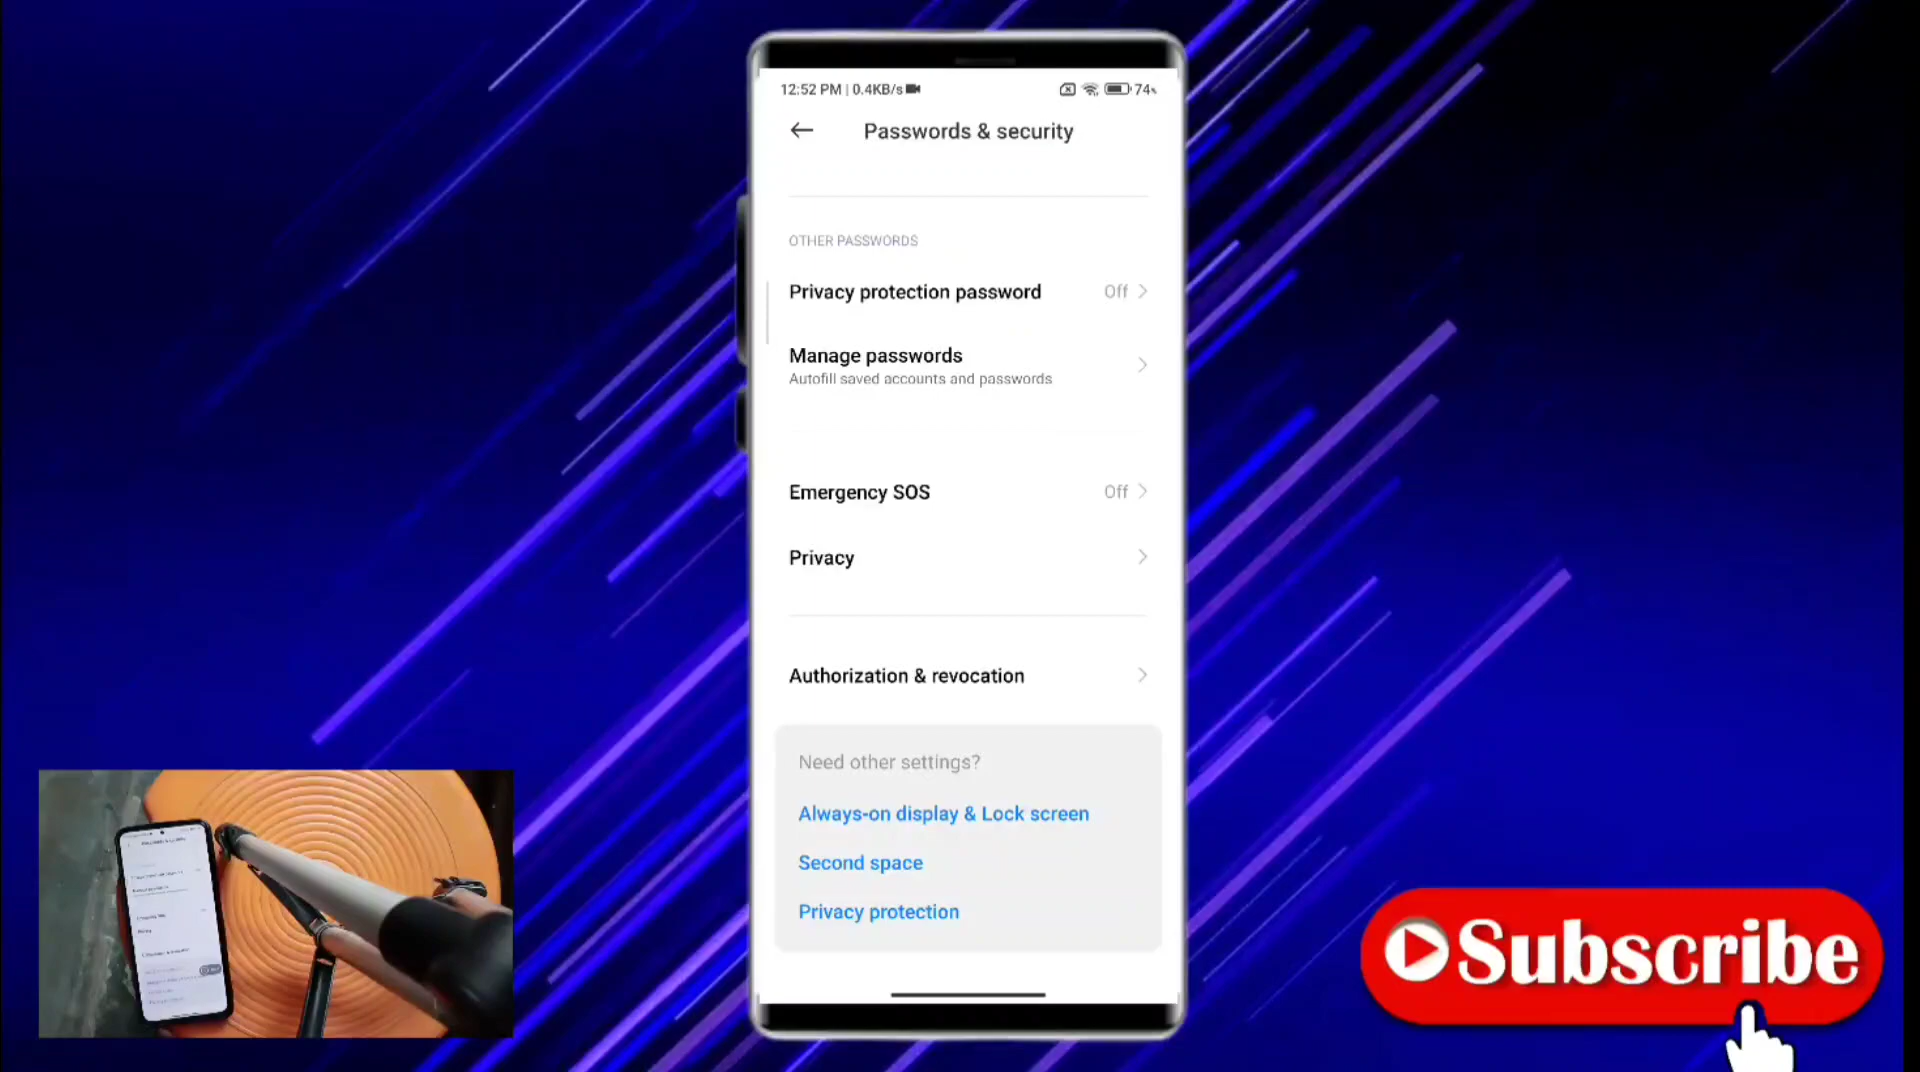 12:52 PM | 0.4KB/s
74%
Passwords & security
OTHER PASSWORDS
Privacy protection password
Off
Manage passwords
Autofill saved accounts and passwords
Emergency SOS
Off
Privacy
Authorization & revocation
Need other settings?
Always-on display & Lock screen
Second space
Privacy protection
Subscribe